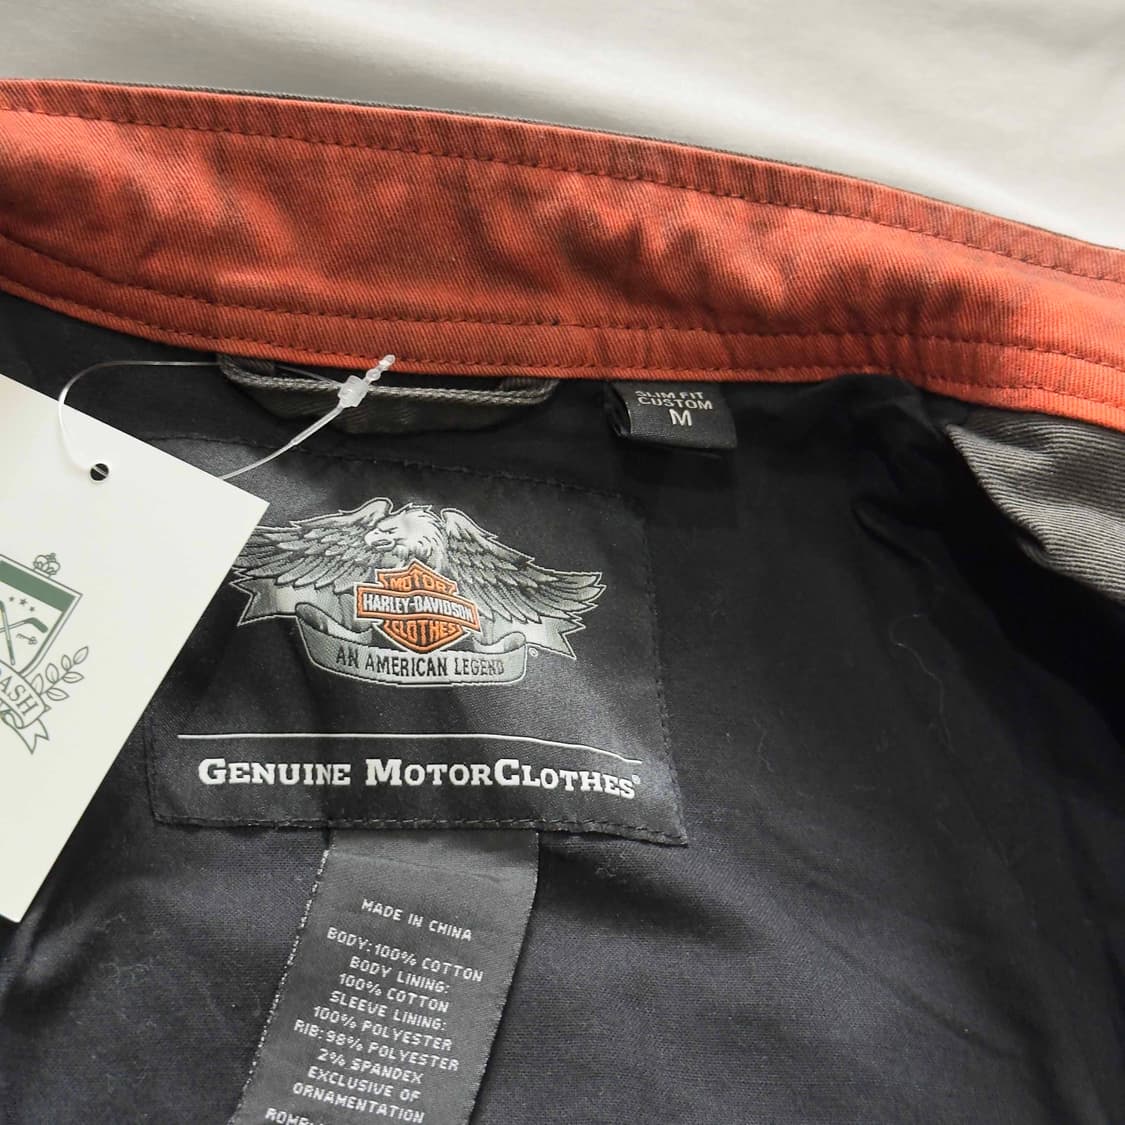 SLIM FIT
CUSTOM
M
MOTOR
HARLEY-DAVIDSON
CLOTHES
AN AMERICAN LEGEND ®
GENUINE MOTORCLOTHES®
MADE IN CHINA
BODY: 100% COTTON
BODY LINING:
100% COTTON
SLEEVE LINING:
100% POLYESTER
RIB: 98% POLYESTER
2% SPANDEX
EXCLUSIVE OF
ORNAMENTATION